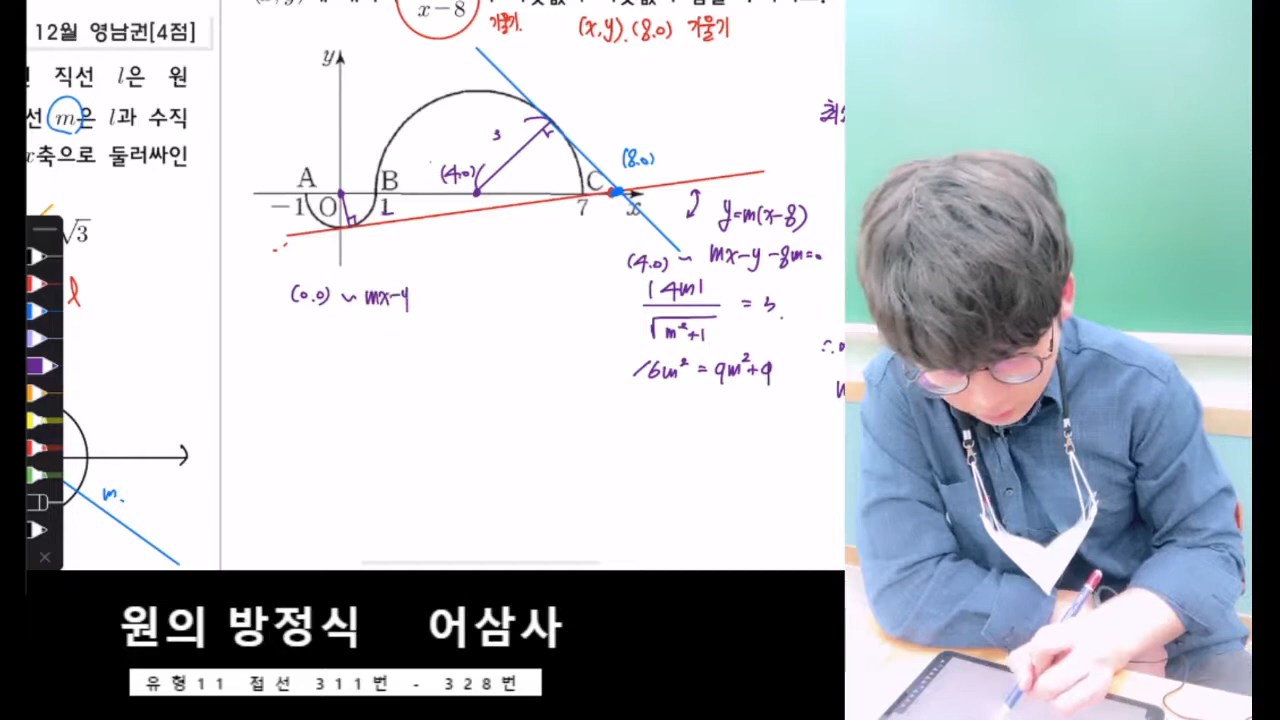 12월 영남권[4점]
직선 l은 원
선 m은 l과 수직
x축으로 둘러싸인
√3
l
m.
x-8
기울기.
(x,y).(8.0) 기울기
y
(8.0)
(4.0)
3
A
B
C
-1
O
1
7
x
y=m(x-8)
(4.0) ~ mx-y-8m=0
(0.0) ~ mx-y
|4m|
= 3.
√m²+1
16m² = 9m²+9
원의 방정식 어삼사
유형11 접선 311번 - 328번